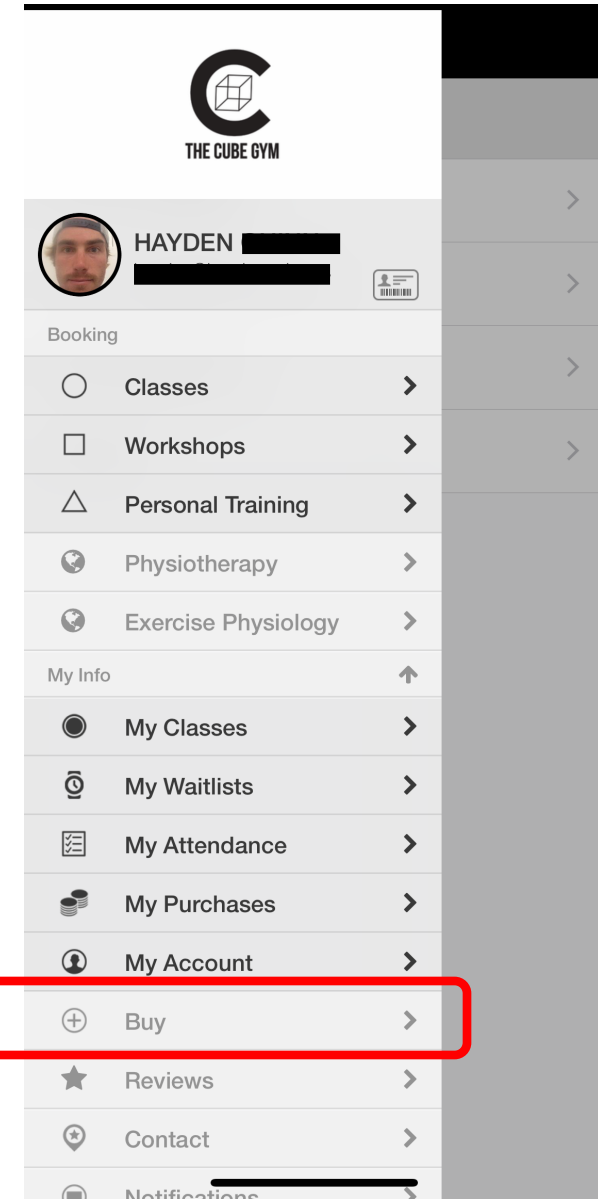 THE CUBE GYM
HAYDEN
Booking
Classes
Workshops
Personal Training
Physiotherapy
Exercise Physiology
My Info
My Classes
My Waitlists
My Attendance
My Purchases
My Account
Buy
Reviews
Contact
Notifications